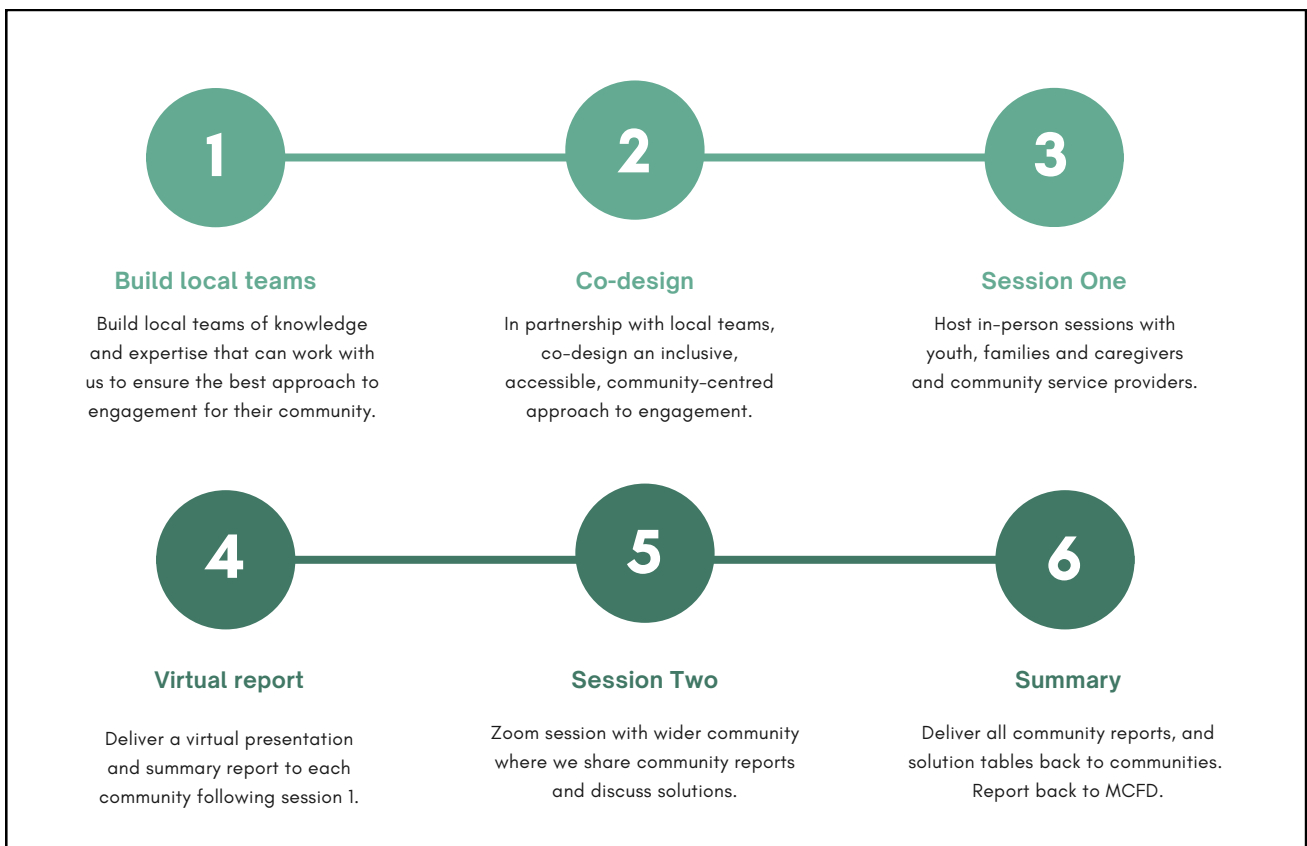 1
2
3
Build local teams
Build local teams of knowledge
and expertise that can work with
us to ensure the best approach to
engagement for their community.
Co-design
In partnership with local teams,
co-design an inclusive,
accessible, community-centred
approach to engagement.
Session One
Host in-person sessions with
youth, families and caregivers
and community service providers.
4
5
6
Virtual report
Deliver a virtual presentation
and summary report to each
community following session 1.
Session Two
Zoom session with wider community
where we share community reports
and discuss solutions.
Summary
Deliver all community reports, and
solution tables back to communities.
Report back to MCFD.